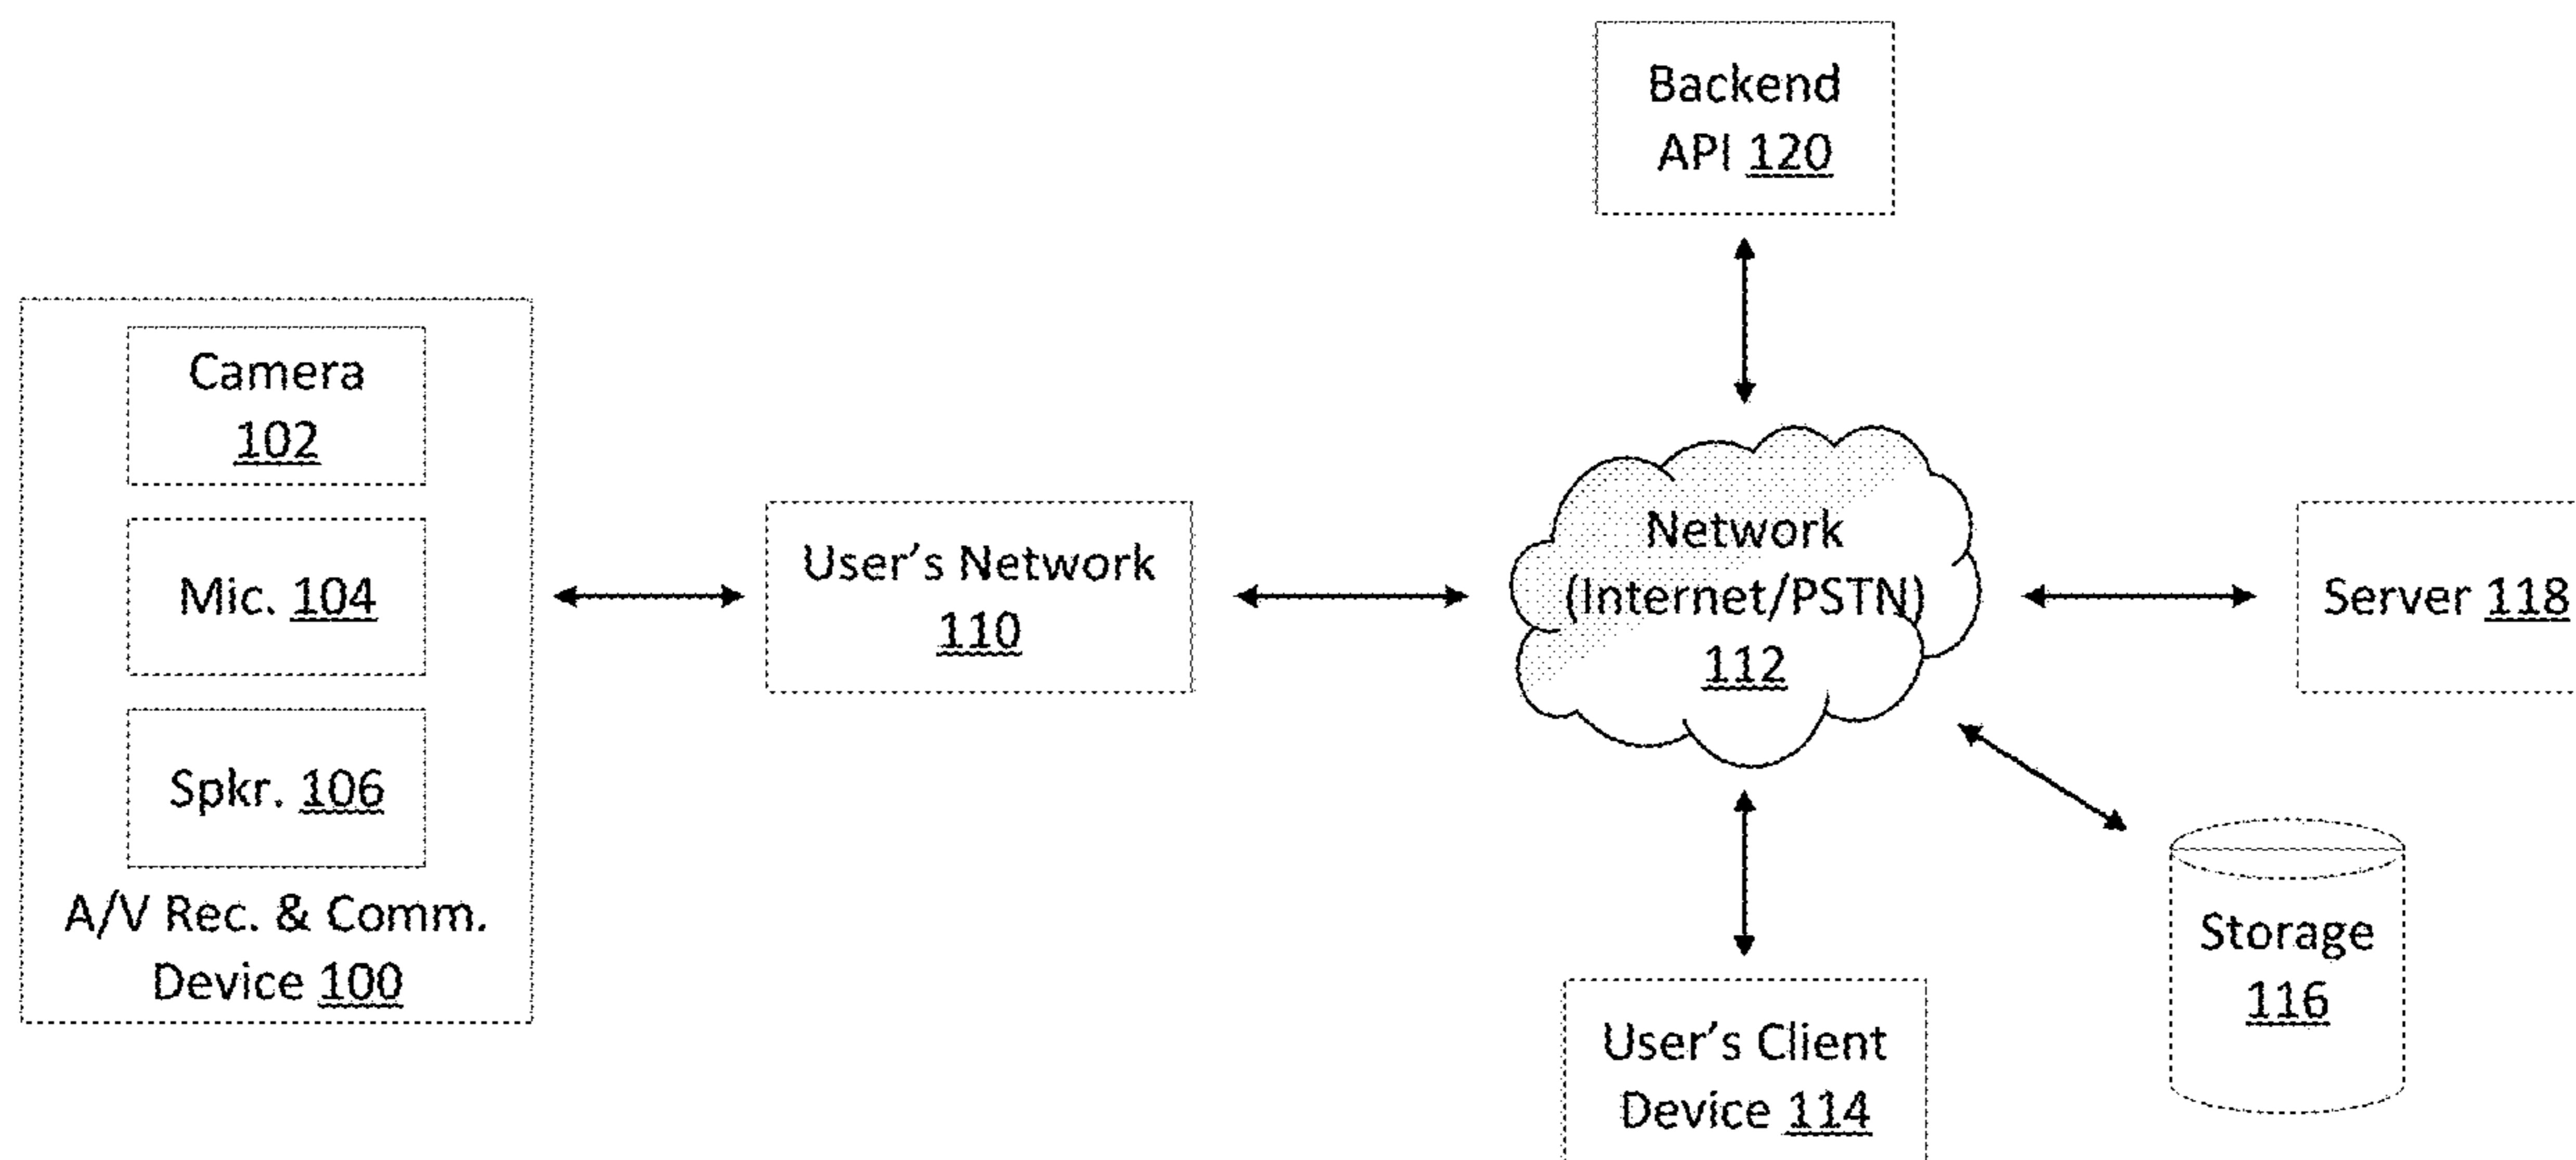 Backend
API 120
Camera
102
Mic. 104
Spkr. 106
A/V Rec. & Comm.
Device 100
User's Network
110
Network
(Internet/PSTN)
112
Server 118
Storage
116
User's Client
Device 114